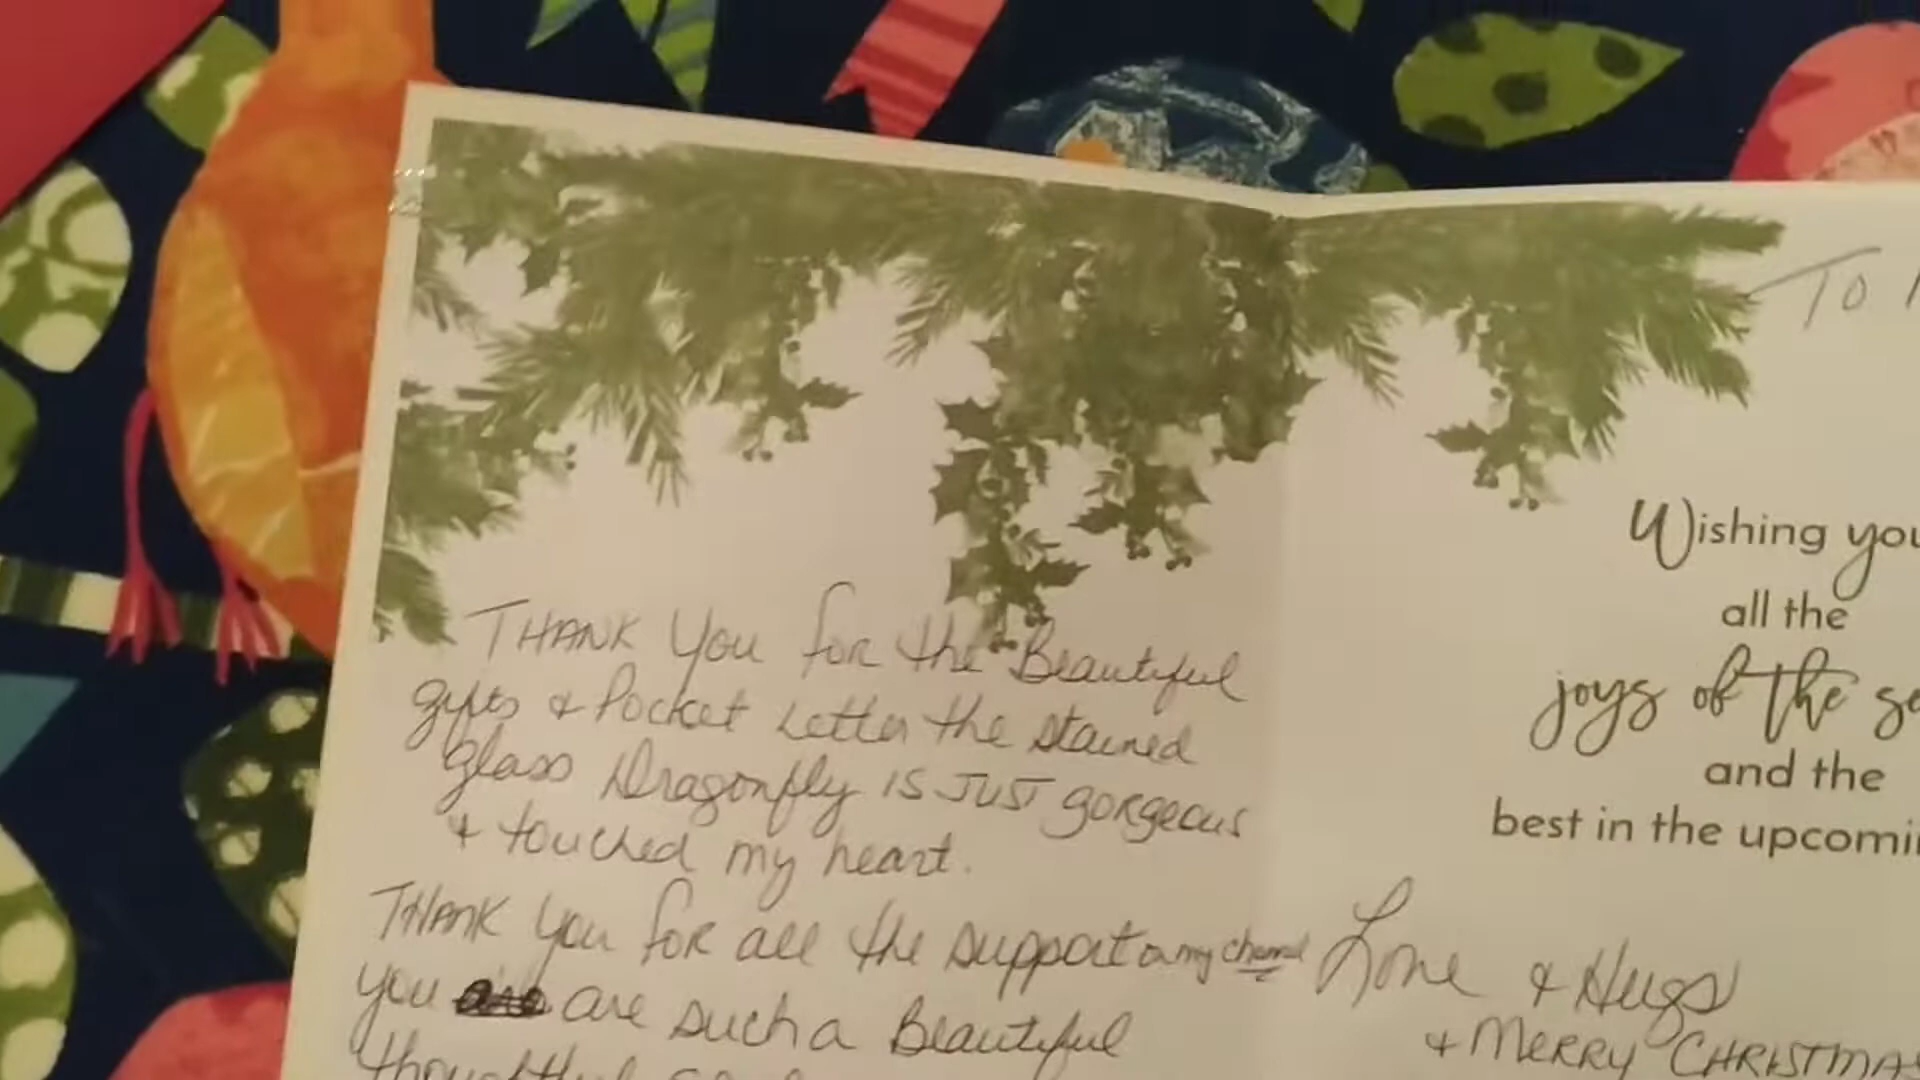 THANK You for the Beautiful
gifts & Pocket Letter the stained
glass Dragonfly IS JUST gorgeous
& touched my heart.
THANK you for all the support on my channel
you are such a Beautiful
To
Wishing you
all the
joys of the se
and the
best in the upcomin
Love & Hugs
& MERRY CHRISTMAS